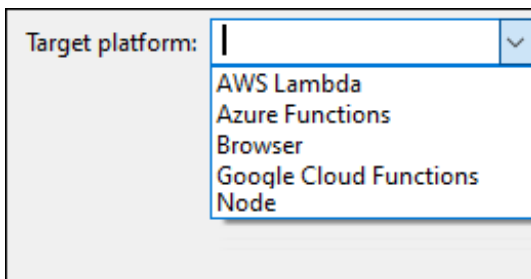 Target platform:
AWS Lambda
Azure Functions
Browser
Google Cloud Functions
Node